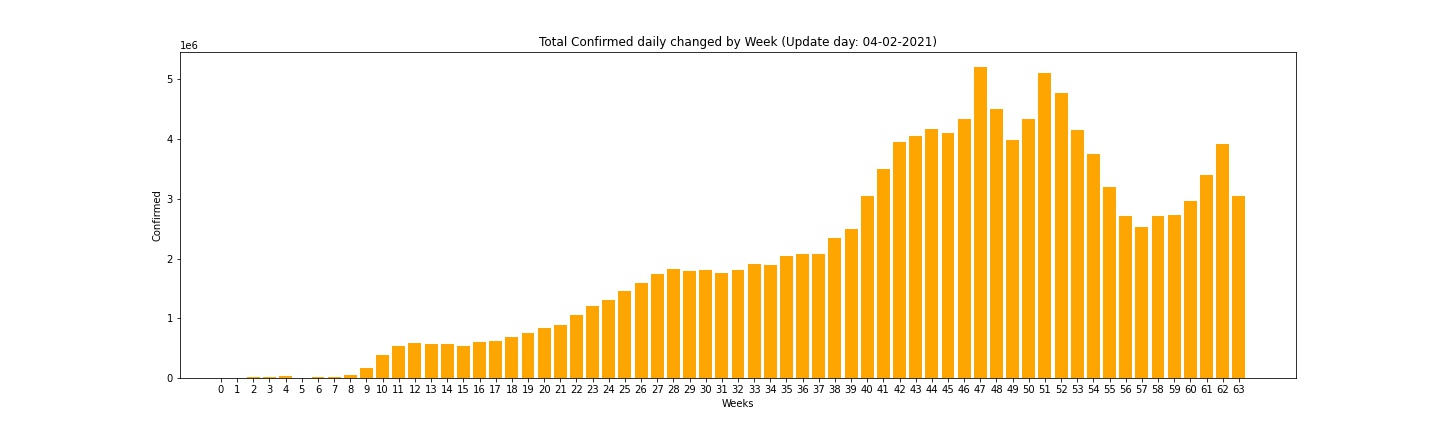 Total Confirmed daily changed by Week (Update day: 04-02-2021)
1e6
5
4
3
2
1
0
Confirmed
0 1 2 3 4 5 6 7 8 9 10 11 12 13 14 15 16 17 18 19 20 21 22 23 24 25 26 27 28 29 30 31 32 33 34 35 36 37 38 39 40 41 42 43 44 45 46 47 48 49 50 51 52 53 54 55 56 57 58 59 60 61 62 63
Weeks